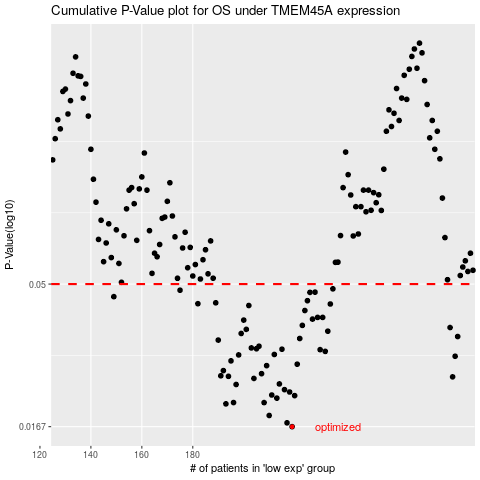 Cumulative P-Value plot for OS under TMEM45A expression
P-Value(log10)
0.05
0.0167
optimized
120 140 160 180
# of patients in 'low exp' group